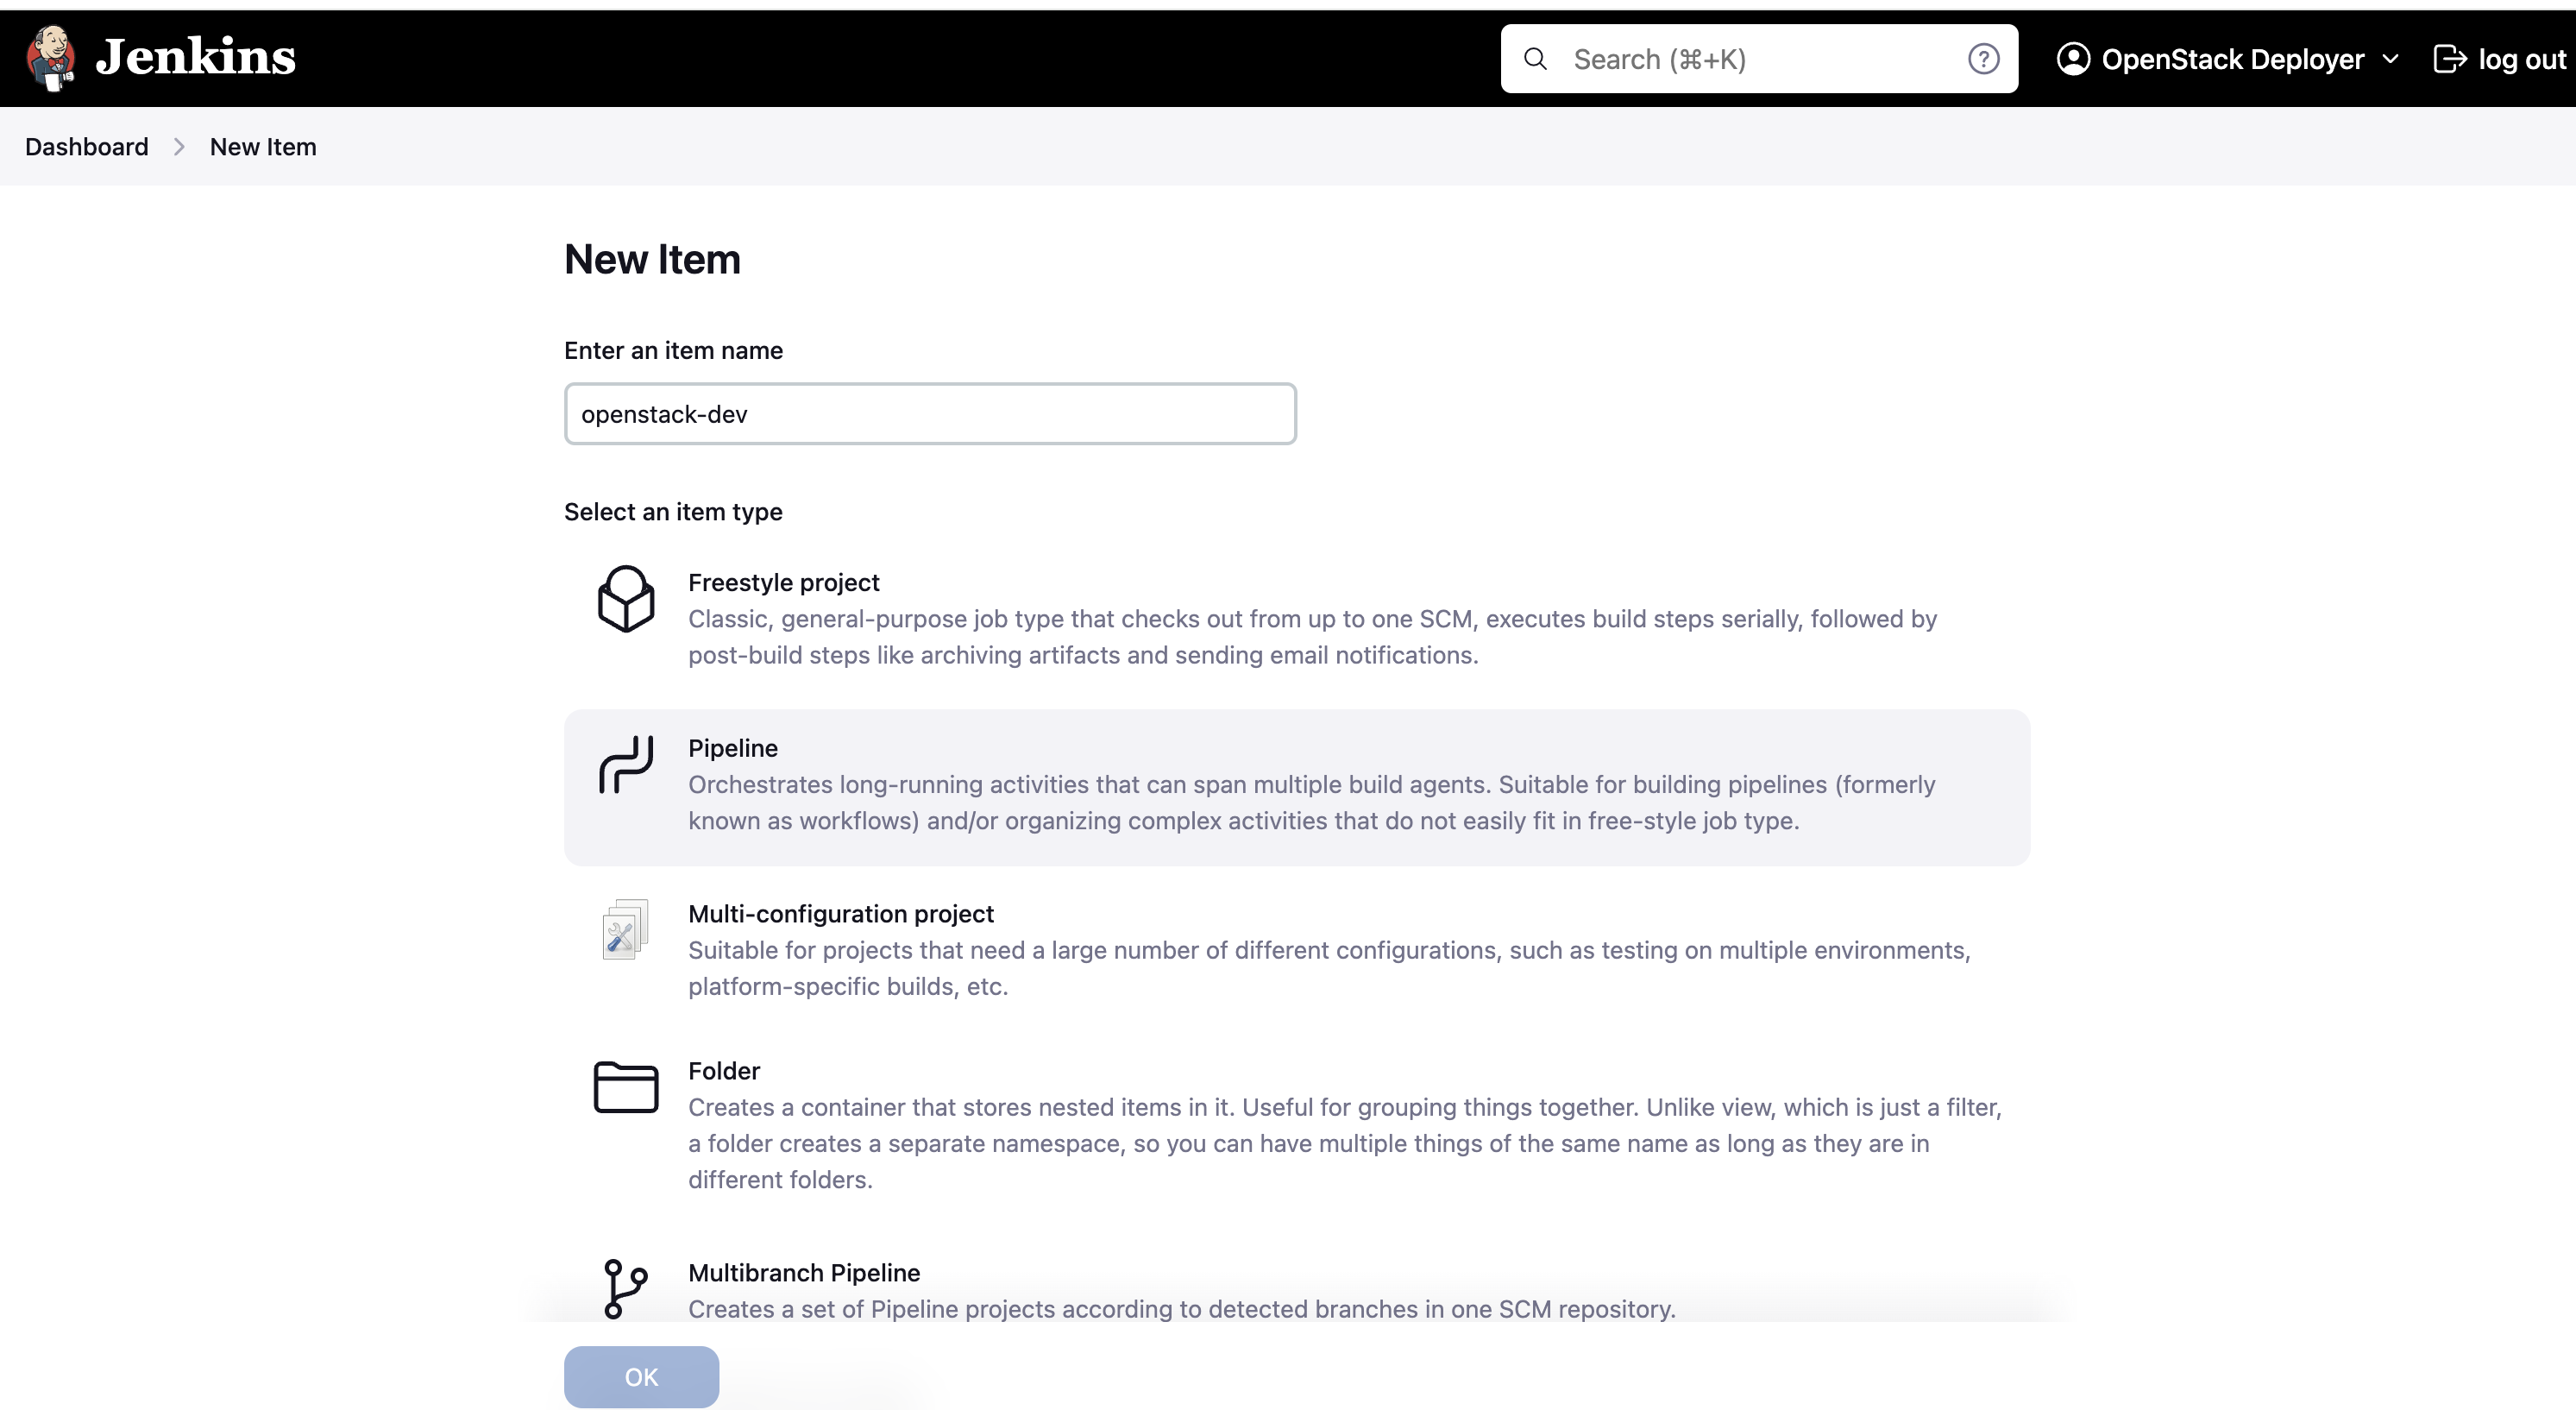 Jenkins
Search (⌘+K)
OpenStack Deployer
log out
Dashboard
New Item
New Item
Enter an item name
openstack-dev
Select an item type
Freestyle project
Classic, general-purpose job type that checks out from up to one SCM, executes build steps serially, followed by
post-build steps like archiving artifacts and sending email notifications.
Pipeline
Orchestrates long-running activities that can span multiple build agents. Suitable for building pipelines (formerly
known as workflows) and/or organizing complex activities that do not easily fit in free-style job type.
Multi-configuration project
Suitable for projects that need a large number of different configurations, such as testing on multiple environments,
platform-specific builds, etc.
Folder
Creates a container that stores nested items in it. Useful for grouping things together. Unlike view, which is just a filter,
a folder creates a separate namespace, so you can have multiple things of the same name as long as they are in
different folders.
Multibranch Pipeline
Creates a set of Pipeline projects according to detected branches in one SCM repository.
OK